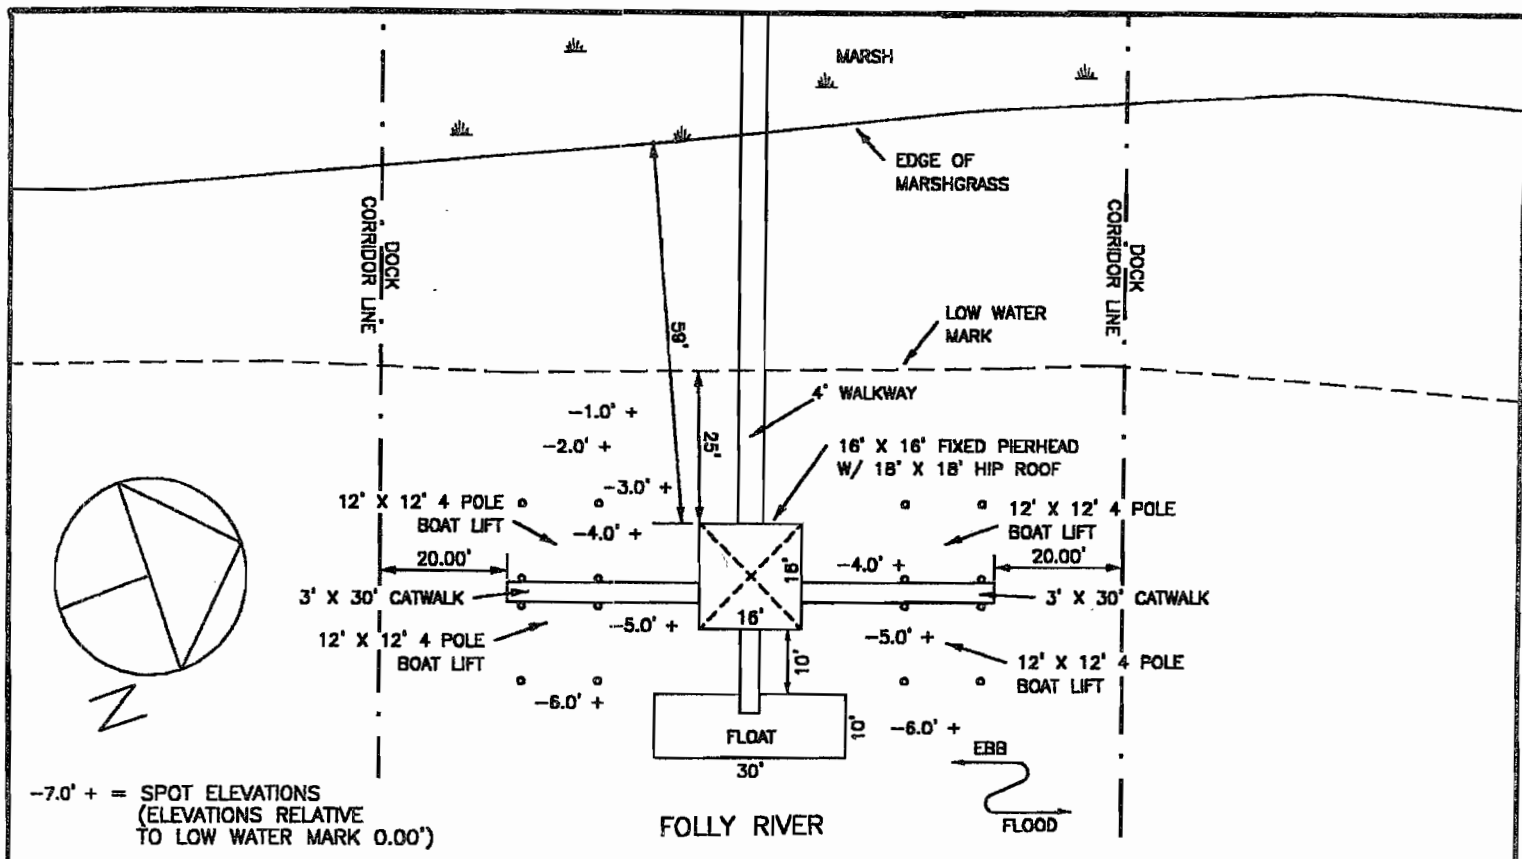 MARSH
EDGE OF
MARSHGRASS
DOCK
CORRIDOR LINE
DOCK
CORRIDOR LINE
59'
LOW WATER
MARK
4' WALKWAY
-1.0' +
-2.0' +
25'
16' X 16' FIXED PIERHEAD
W/ 18' X 18' HIP ROOF
-3.0' +
12' X 12' 4 POLE
BOAT LIFT
12' X 12' 4 POLE
BOAT LIFT
-4.0' +
20.00'
-4.0' +
20.00'
16'
3' X 30' CATWALK
3' X 30' CATWALK
16'
-5.0' +
-5.0' +
12' X 12' 4 POLE
BOAT LIFT
12' X 12' 4 POLE
BOAT LIFT
10'
-6.0' +
-6.0' +
N
FLOAT
10'
30'
EBB
FLOOD
-7.0' + = SPOT ELEVATIONS
(ELEVATIONS RELATIVE
TO LOW WATER MARK 0.00')
FOLLY RIVER